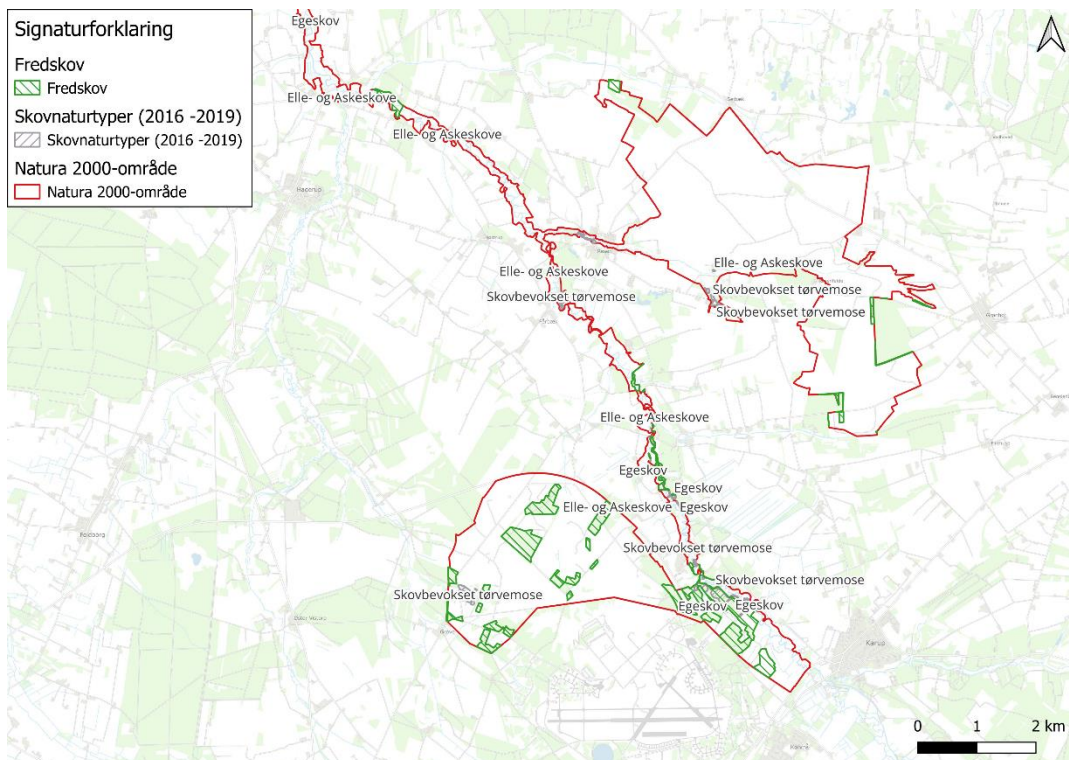 Signaturforklaring
Fredskov
Fredskov
Skovnaturtyper (2016 -2019)
Skovnaturtyper (2016 -2019)
Natura 2000-område
Natura 2000-område
Egeskov
Elle- og Askeskove
Elle- og Askeskove
Haderup
Elle- og Askeskove
Elle- og Askeskove
Skovbevokset tørvemose
Skovbevokset tørvemose
Skovbevokset tørvemose
Elle- og Askeskove
Egeskov
Egeskov
Elle- og Askeskove
Egeskov
Skovbevokset tørvemose
Skovbevokset tørvemose
Skovbevokset tørvemose
Egeskov
Egeskov
Karup
0 1 2 km